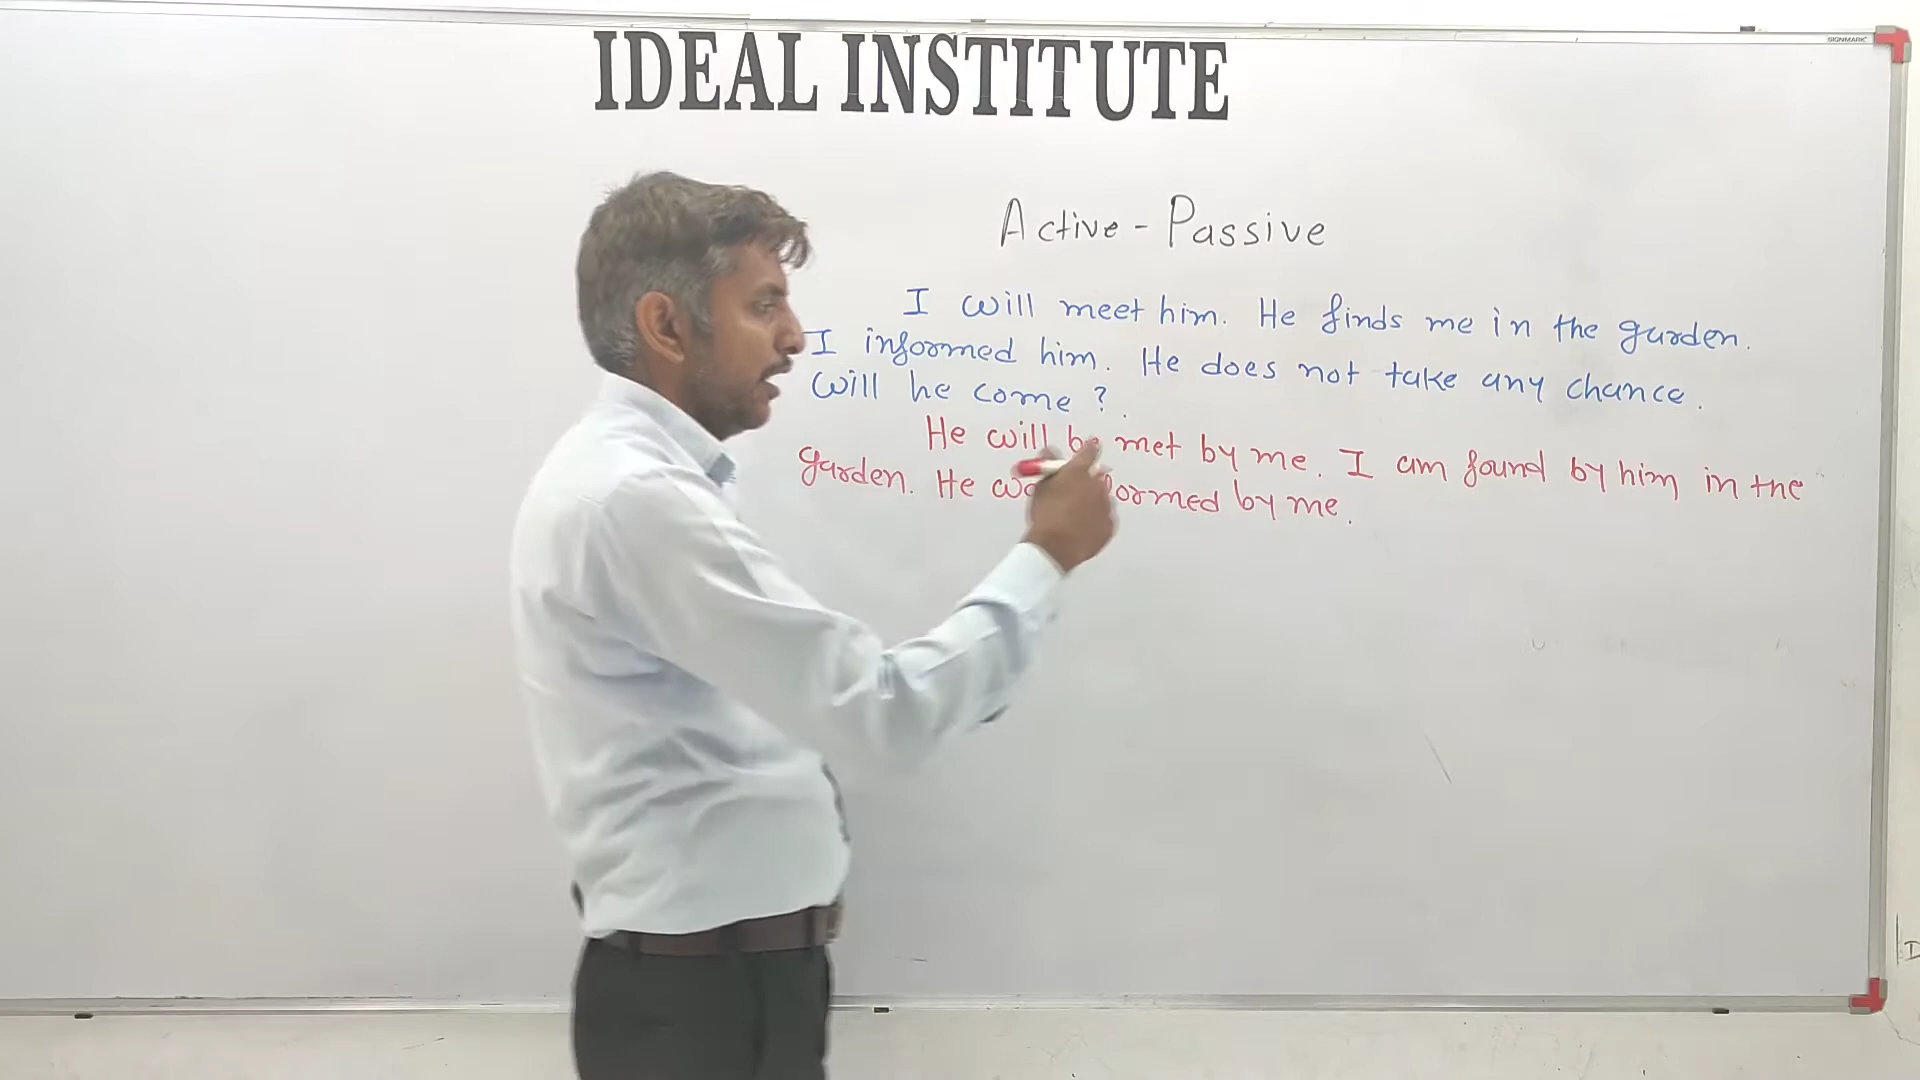 SIGNMARK
IDEAL INSTITUTE
Active - Passive
I will meet him. He finds me in the garden.
I informed him. He does not take any chance.
Will he come ?
He will be met by me. I am found by him in the
garden. He formed by me.